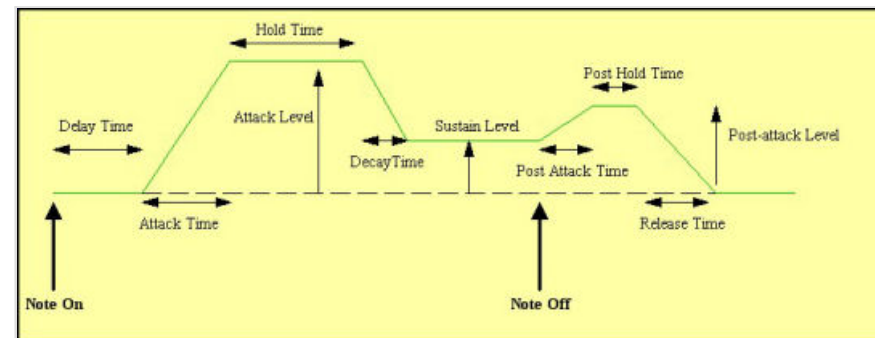 Hold Time
Post Hold Time
Delay Time
Attack Level
Sustain Level
Post-attack Level
DecayTime
Post Attack Time
Attack Time
Release Time
Note On
Note Off